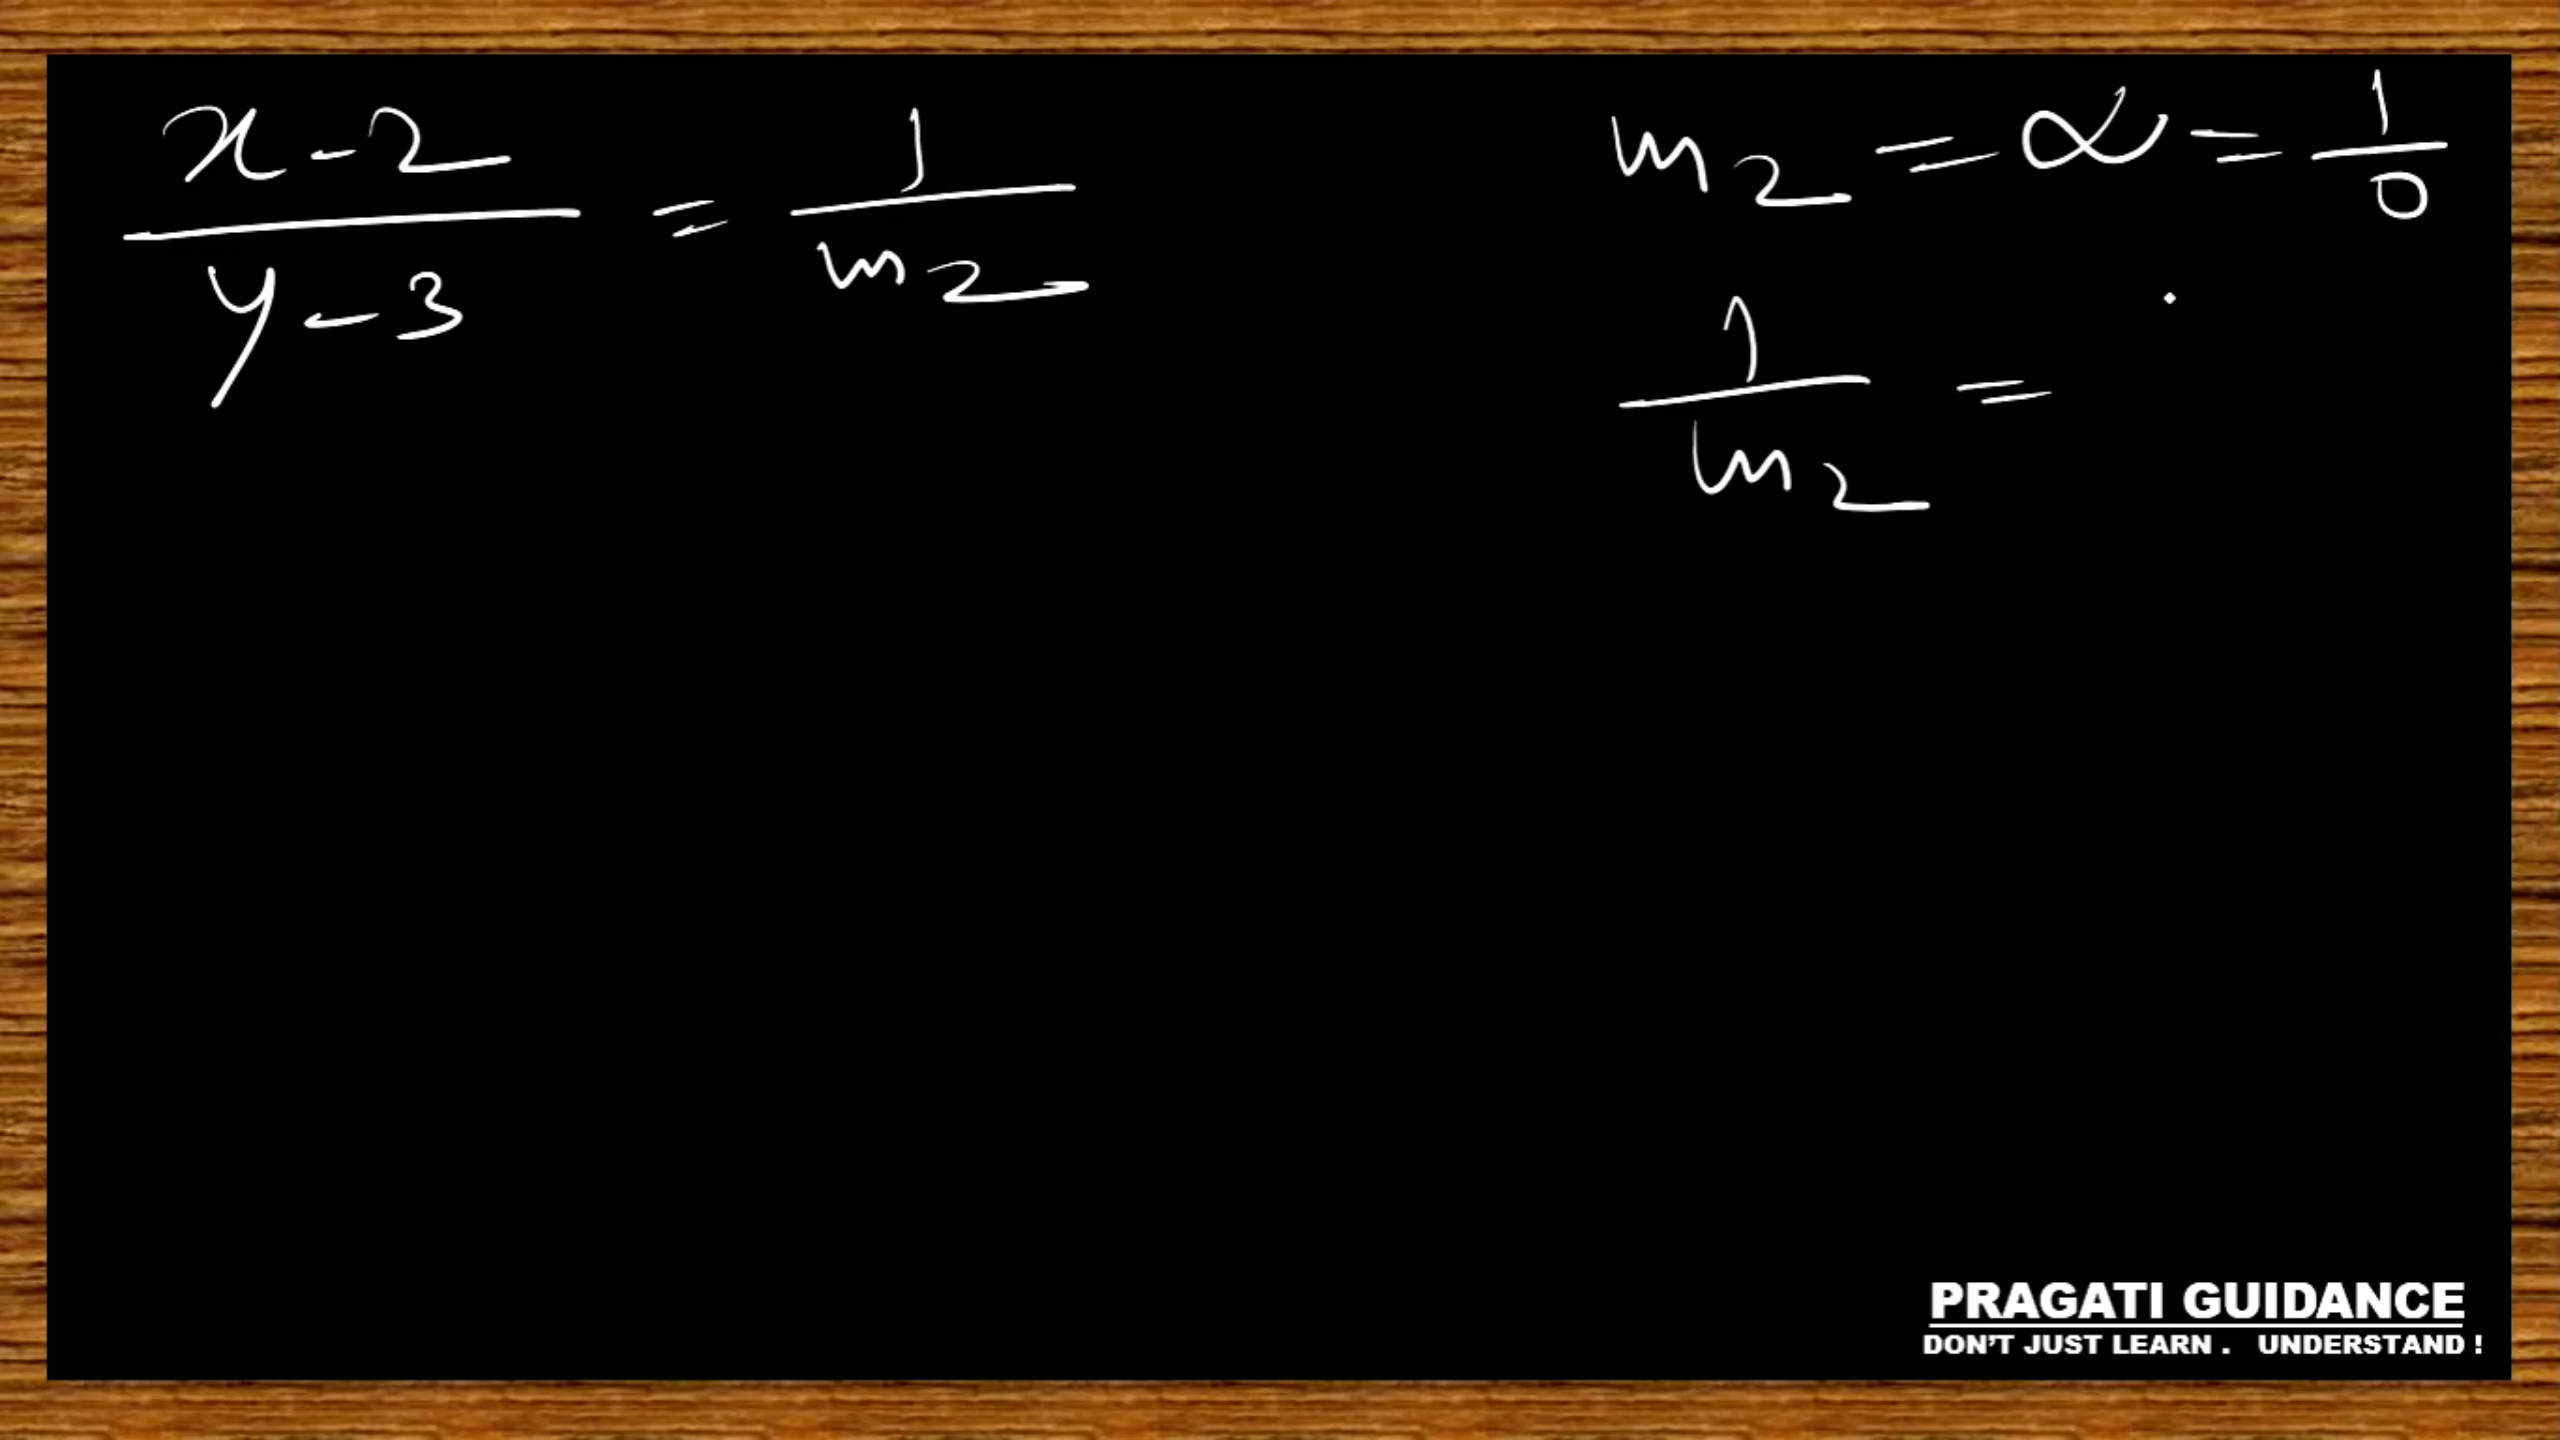 x-2 / y-3 = 1 / m2
m2 = ∝ = 1 / 0
1 / m2 =
PRAGATI GUIDANCE
DON'T JUST LEARN . UNDERSTAND !